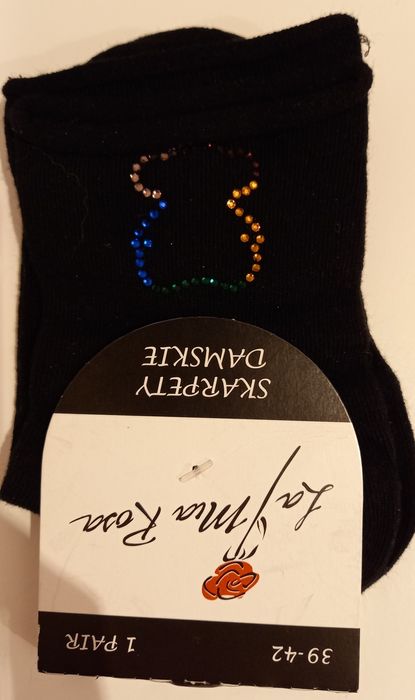 SKARPETY
DAMSKIE
La Mia Rosa
39-42 1 PAIR